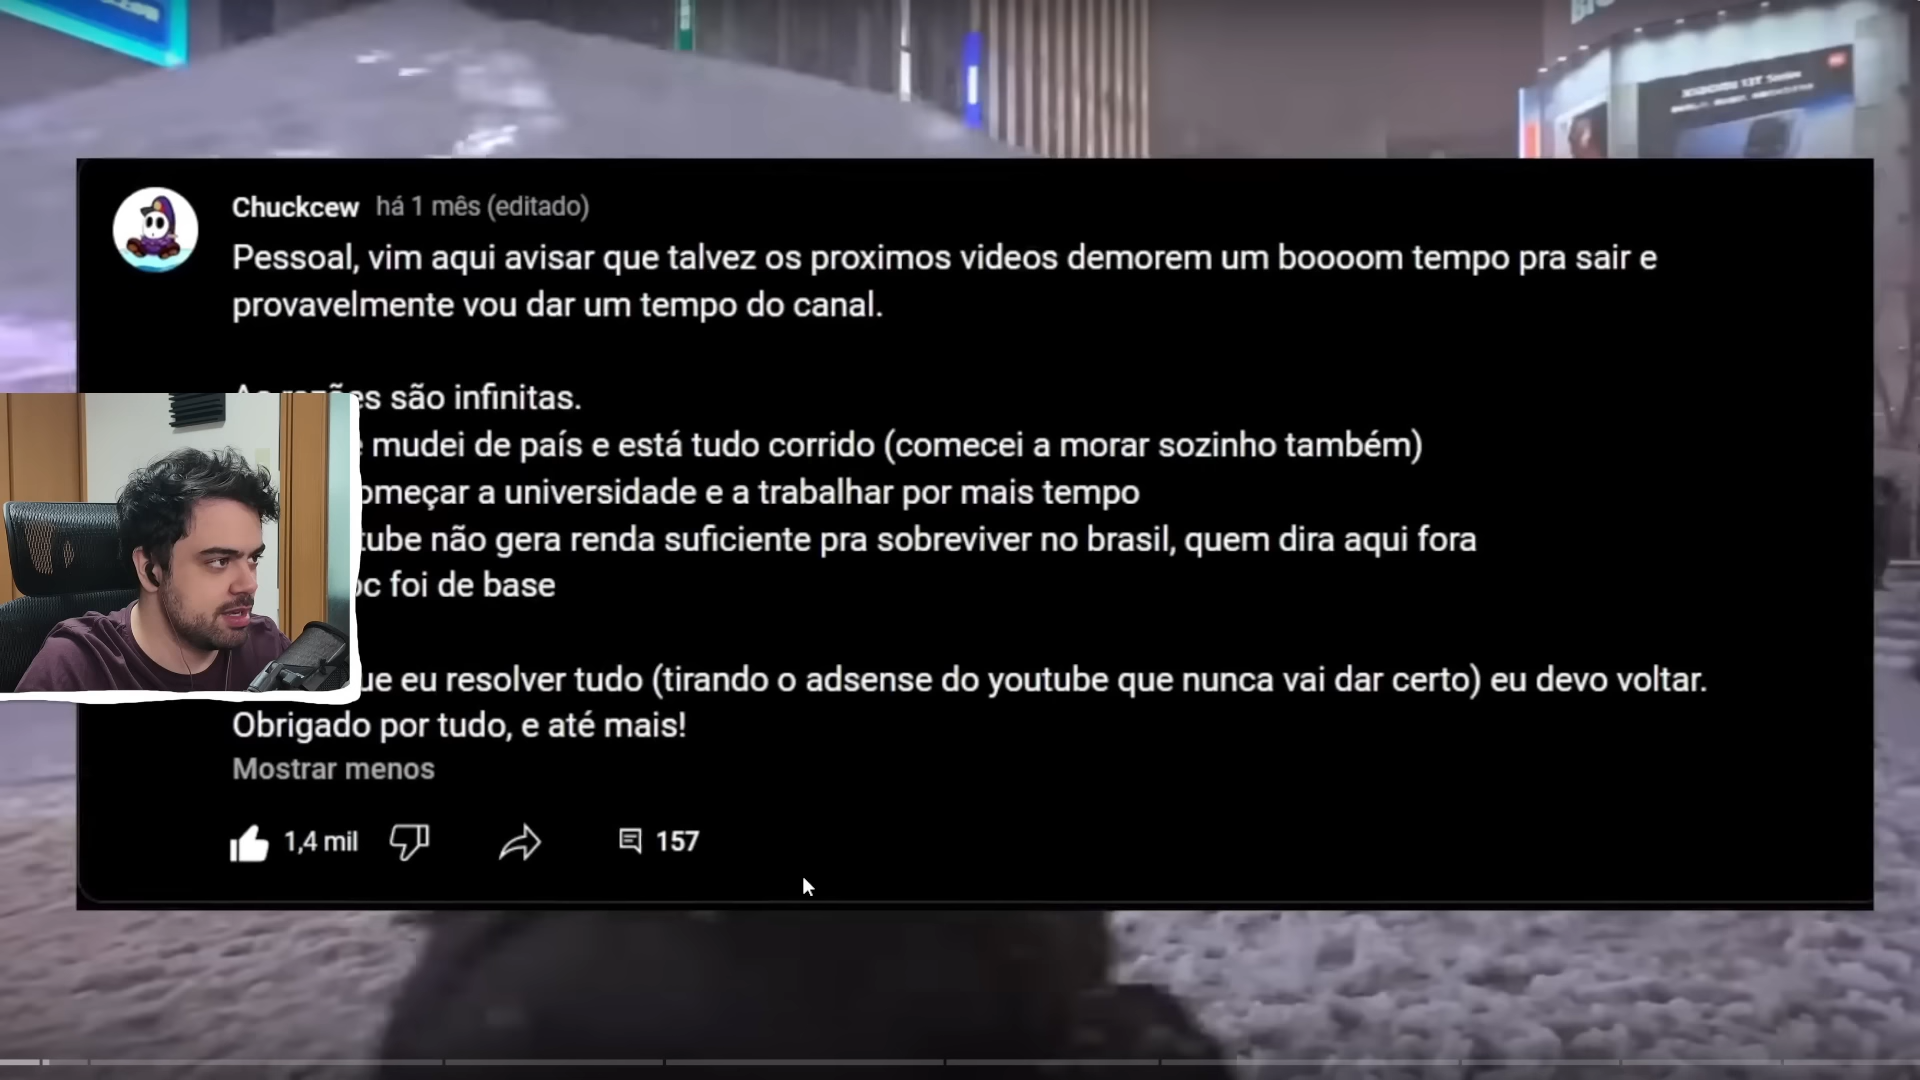 Chuckcew há 1 mês (editado)
Pessoal, vim aqui avisar que talvez os proximos videos demorem um boooom tempo pra sair e
provavelmente vou dar um tempo do canal.
são infinitas.
mudei de país e está tudo corrido (comecei a morar sozinho também)
a universidade e a trabalhar por mais tempo
não gera renda suficiente pra sobreviver no brasil, quem dira aqui fora
foi de base
eu resolver tudo (tirando o adsense do youtube que nunca vai dar certo) eu devo voltar.
Obrigado por tudo, e até mais!
Mostrar menos
1,4 mil 157